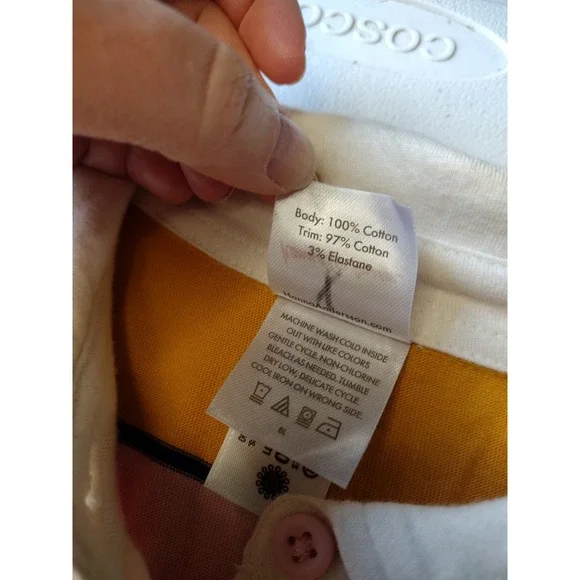 COSCO
Body: 100% Cotton
Trim: 97% Cotton
3% Elastane
HannaAndersson.com
MACHINE WASH COLD INSIDE
OUT WITH LIKE COLORS
GENTLE CYCLE. NON-CHLORINE
BLEACH AS NEEDED. TUMBLE
DRY LOW, DELICATE CYCLE.
COOL IRON ON WRONG SIDE.
BL